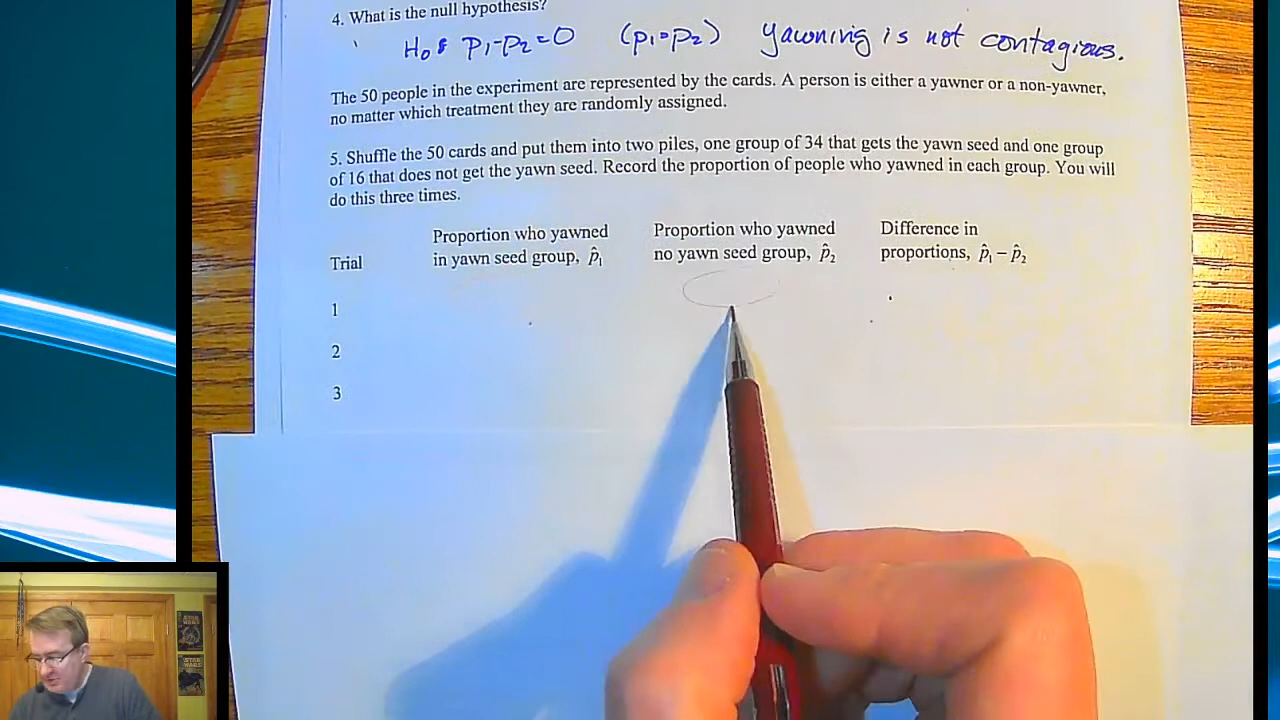 4. What is the null hypothesis?
H₀: p₁-p₂=0 (p₁=p₂) Yawning is not contagious.
The 50 people in the experiment are represented by the cards. A person is either a yawner or a non-yawner,
no matter which treatment they are randomly assigned.
5. Shuffle the 50 cards and put them into two piles, one group of 34 that gets the yawn seed and one group
of 16 that does not get the yawn seed. Record the proportion of people who yawned in each group. You will
do this three times.
Proportion who yawned Proportion who yawned Difference in
Trial in yawn seed group, p̂₁ no yawn seed group, p̂₂ proportions, p̂₁ – p̂₂
1
2
3
STAR WARS
STAR WARS